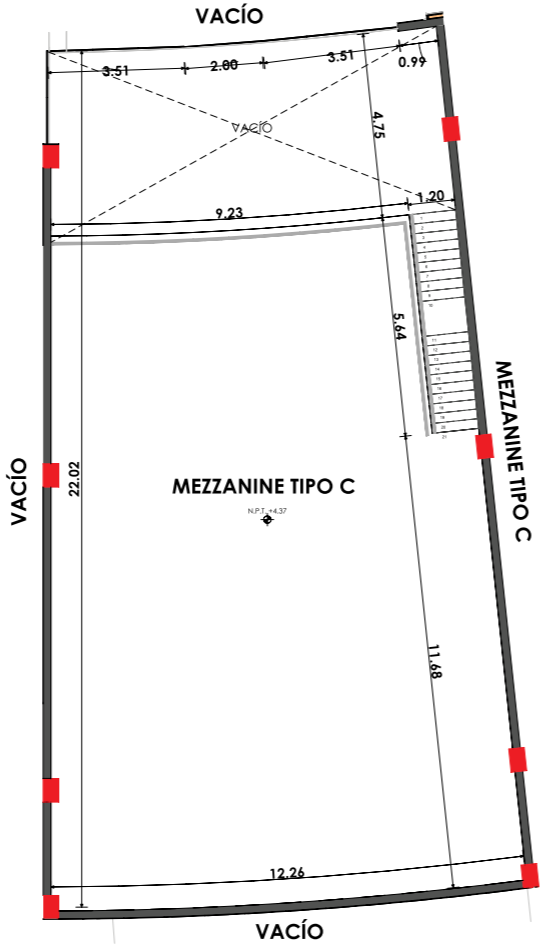 VACÍO
3.51
2.00
3.51
0.99
VACÍO
4.75
1.20
9.23
5.64
MEZZANINE TIPO C
VACÍO
22.02
MEZZANINE TIPO C
N.P.T. +4.37
11.68
12.26
VACÍO